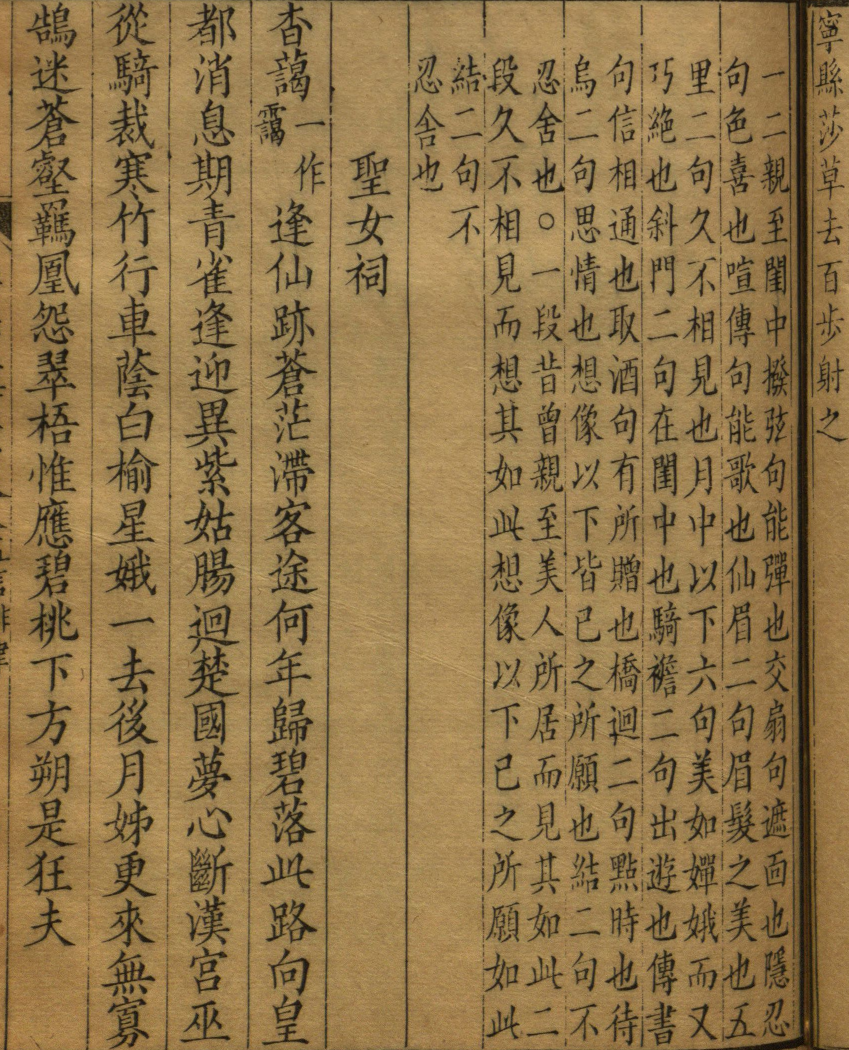 寧縣莎草去百步射之
一二親至閨中撥弦句能彈也交扇句遮面也隱忍
句色喜也喧傳句能歌也仙眉二句眉髮之美也五
里二句久不相見也月中以下六句美如嬋娥而又
巧絶也斜門二句在閨中也騎襜二句出遊也傳書
句信相通也取酒句有所贈也橋迴二句點時也待
烏二句思情也想像以下皆已之所願也結二句不
忍舍也○一段昔曾親至美人所居而見其如此二
段久不相見而想其如此想像以下已之所願如此
結二句不
忍舍也
聖女祠
杳藹一作靄逢仙跡蒼茫滯客途何年歸碧落此路向皇
都消息期青雀逢迎異紫姑腸迴楚國夢心斷漢宮巫
從騎裁寒竹行車蔭白榆星娥一去後月姊更來無寡
鵠迷蒼壑羈凰怨翠梧惟應碧桃下方朔是狂夫